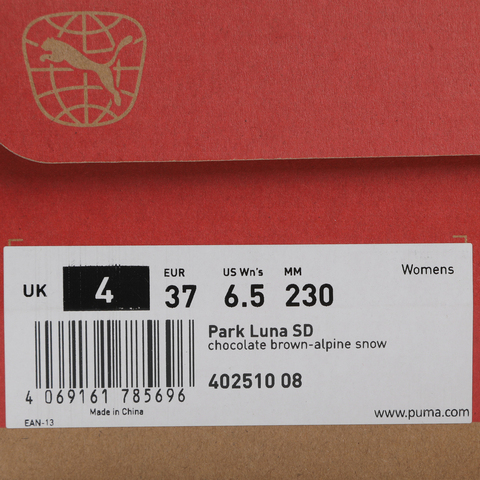 Womens
UK 4 EUR 37 US Wn's 6.5 MM 230
Park Luna SD
chocolate brown-alpine snow
402510 08
4 069161 785696
Made in China
EAN-13
www.puma.com